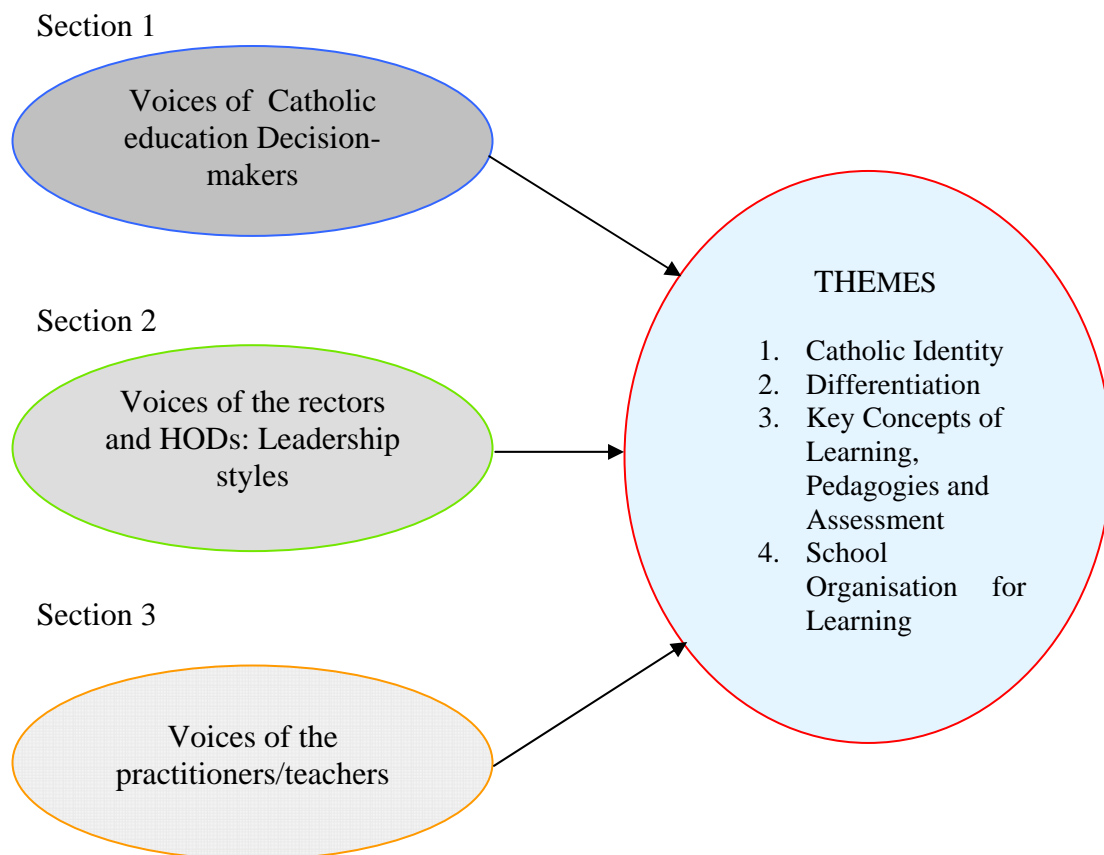 Section 1
Voices of Catholic
education Decision-
makers
Section 2
Voices of the rectors
and HODs: Leadership
styles
Section 3
Voices of the
practitioners/teachers
THEMES
1. Catholic Identity
2. Differentiation
3. Key Concepts of
Learning,
Pedagogies and
Assessment
4. School
Organisation for
Learning